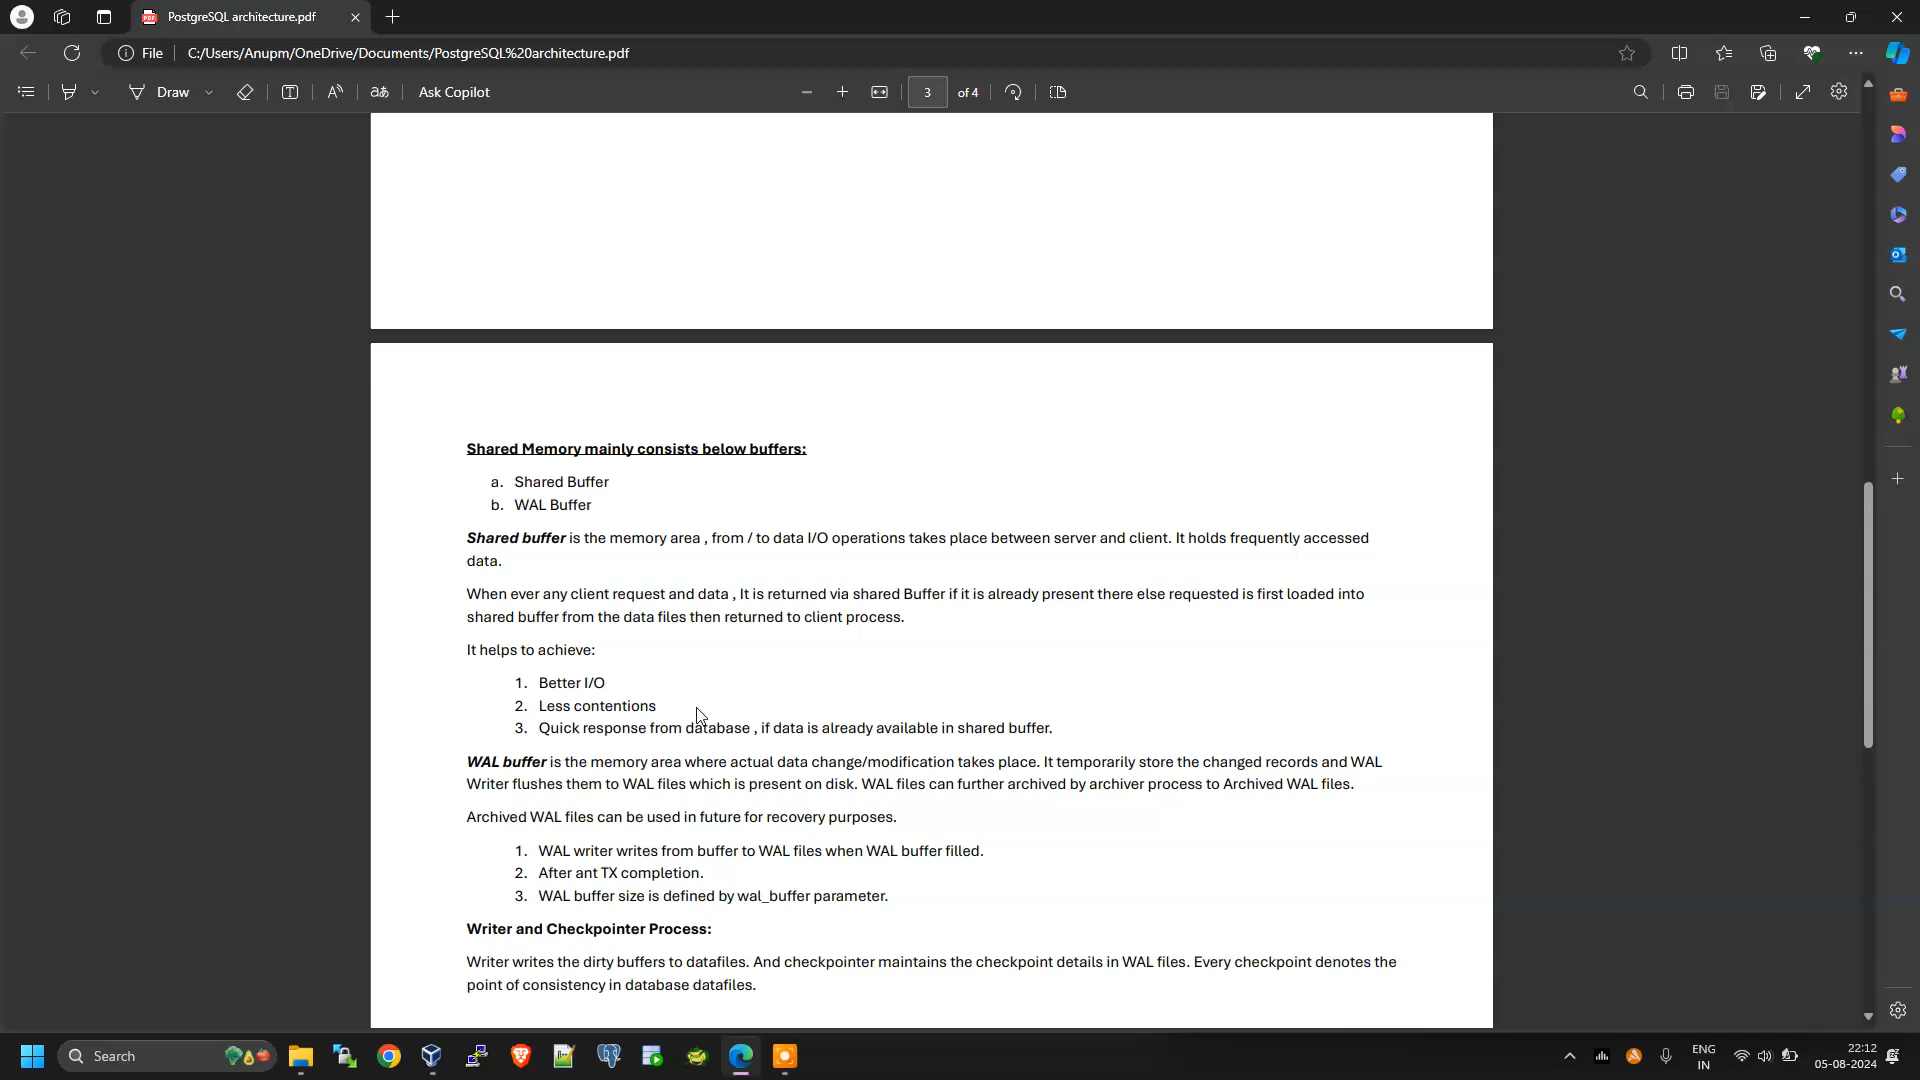 PostgreSQL architecture.pdf
File
C:/Users/Anupm/OneDrive/Documents/PostgreSQL%20architecture.pdf
Draw
aあ
Ask Copilot
3
of 4
Shared Memory mainly consists below buffers:
a. Shared Buffer
b. WAL Buffer
Shared buffer is the memory area , from / to data I/O operations takes place between server and client. It holds frequently accessed
data.
When ever any client request and data , It is returned via shared Buffer if it is already present there else requested is first loaded into
shared buffer from the data files then returned to client process.
It helps to achieve:
1. Better I/O
2. Less contentions
3. Quick response from database , if data is already available in shared buffer.
WAL buffer is the memory area where actual data change/modification takes place. It temporarily store the changed records and WAL
Writer flushes them to WAL files which is present on disk. WAL files can further archived by archiver process to Archived WAL files.
Archived WAL files can be used in future for recovery purposes.
1. WAL writer writes from buffer to WAL files when WAL buffer filled.
2. After ant TX completion.
3. WAL buffer size is defined by wal_buffer parameter.
Writer and Checkpointer Process:
Writer writes the dirty buffers to datafiles. And checkpointer maintains the checkpoint details in WAL files. Every checkpoint denotes the
point of consistency in database datafiles.
Search
ENG
IN
22:12
05-08-2024